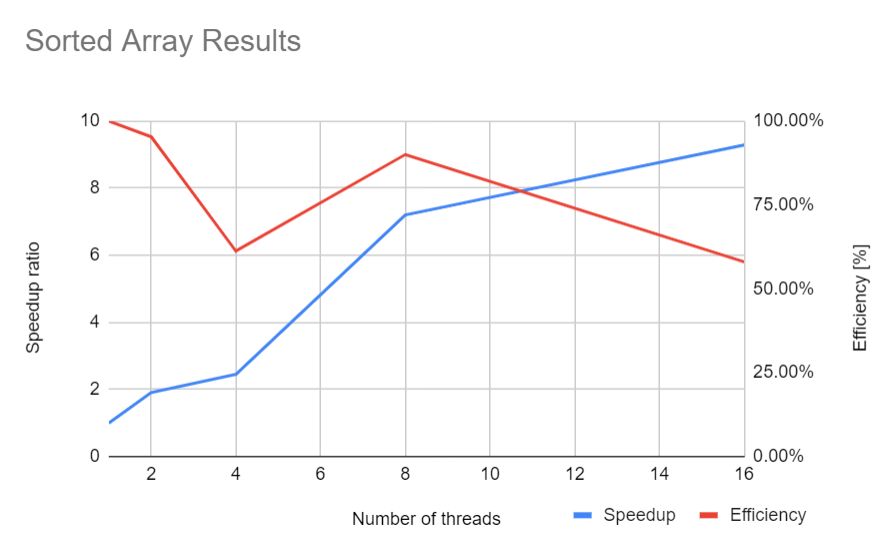 Sorted Array Results
10
8
6
4
2
0
Speedup ratio
100.00%
75.00%
50.00%
25.00%
0.00%
Efficiency [%]
2 4 6 8 10 12 14 16
Number of threads
Speedup Efficiency